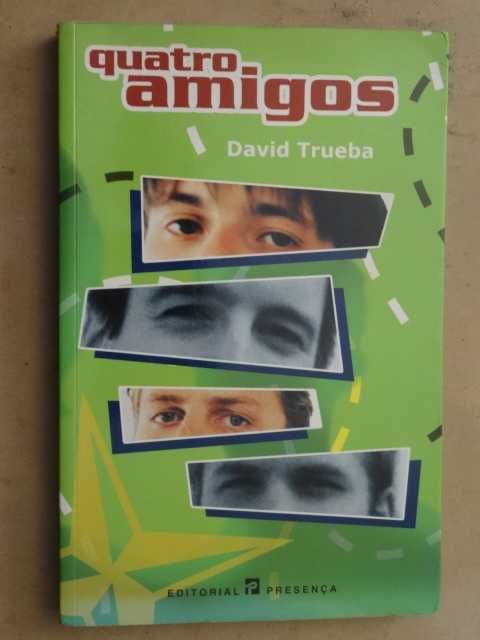 quatro
amigos
David Trueba
EDITORIAL P PRESENÇA